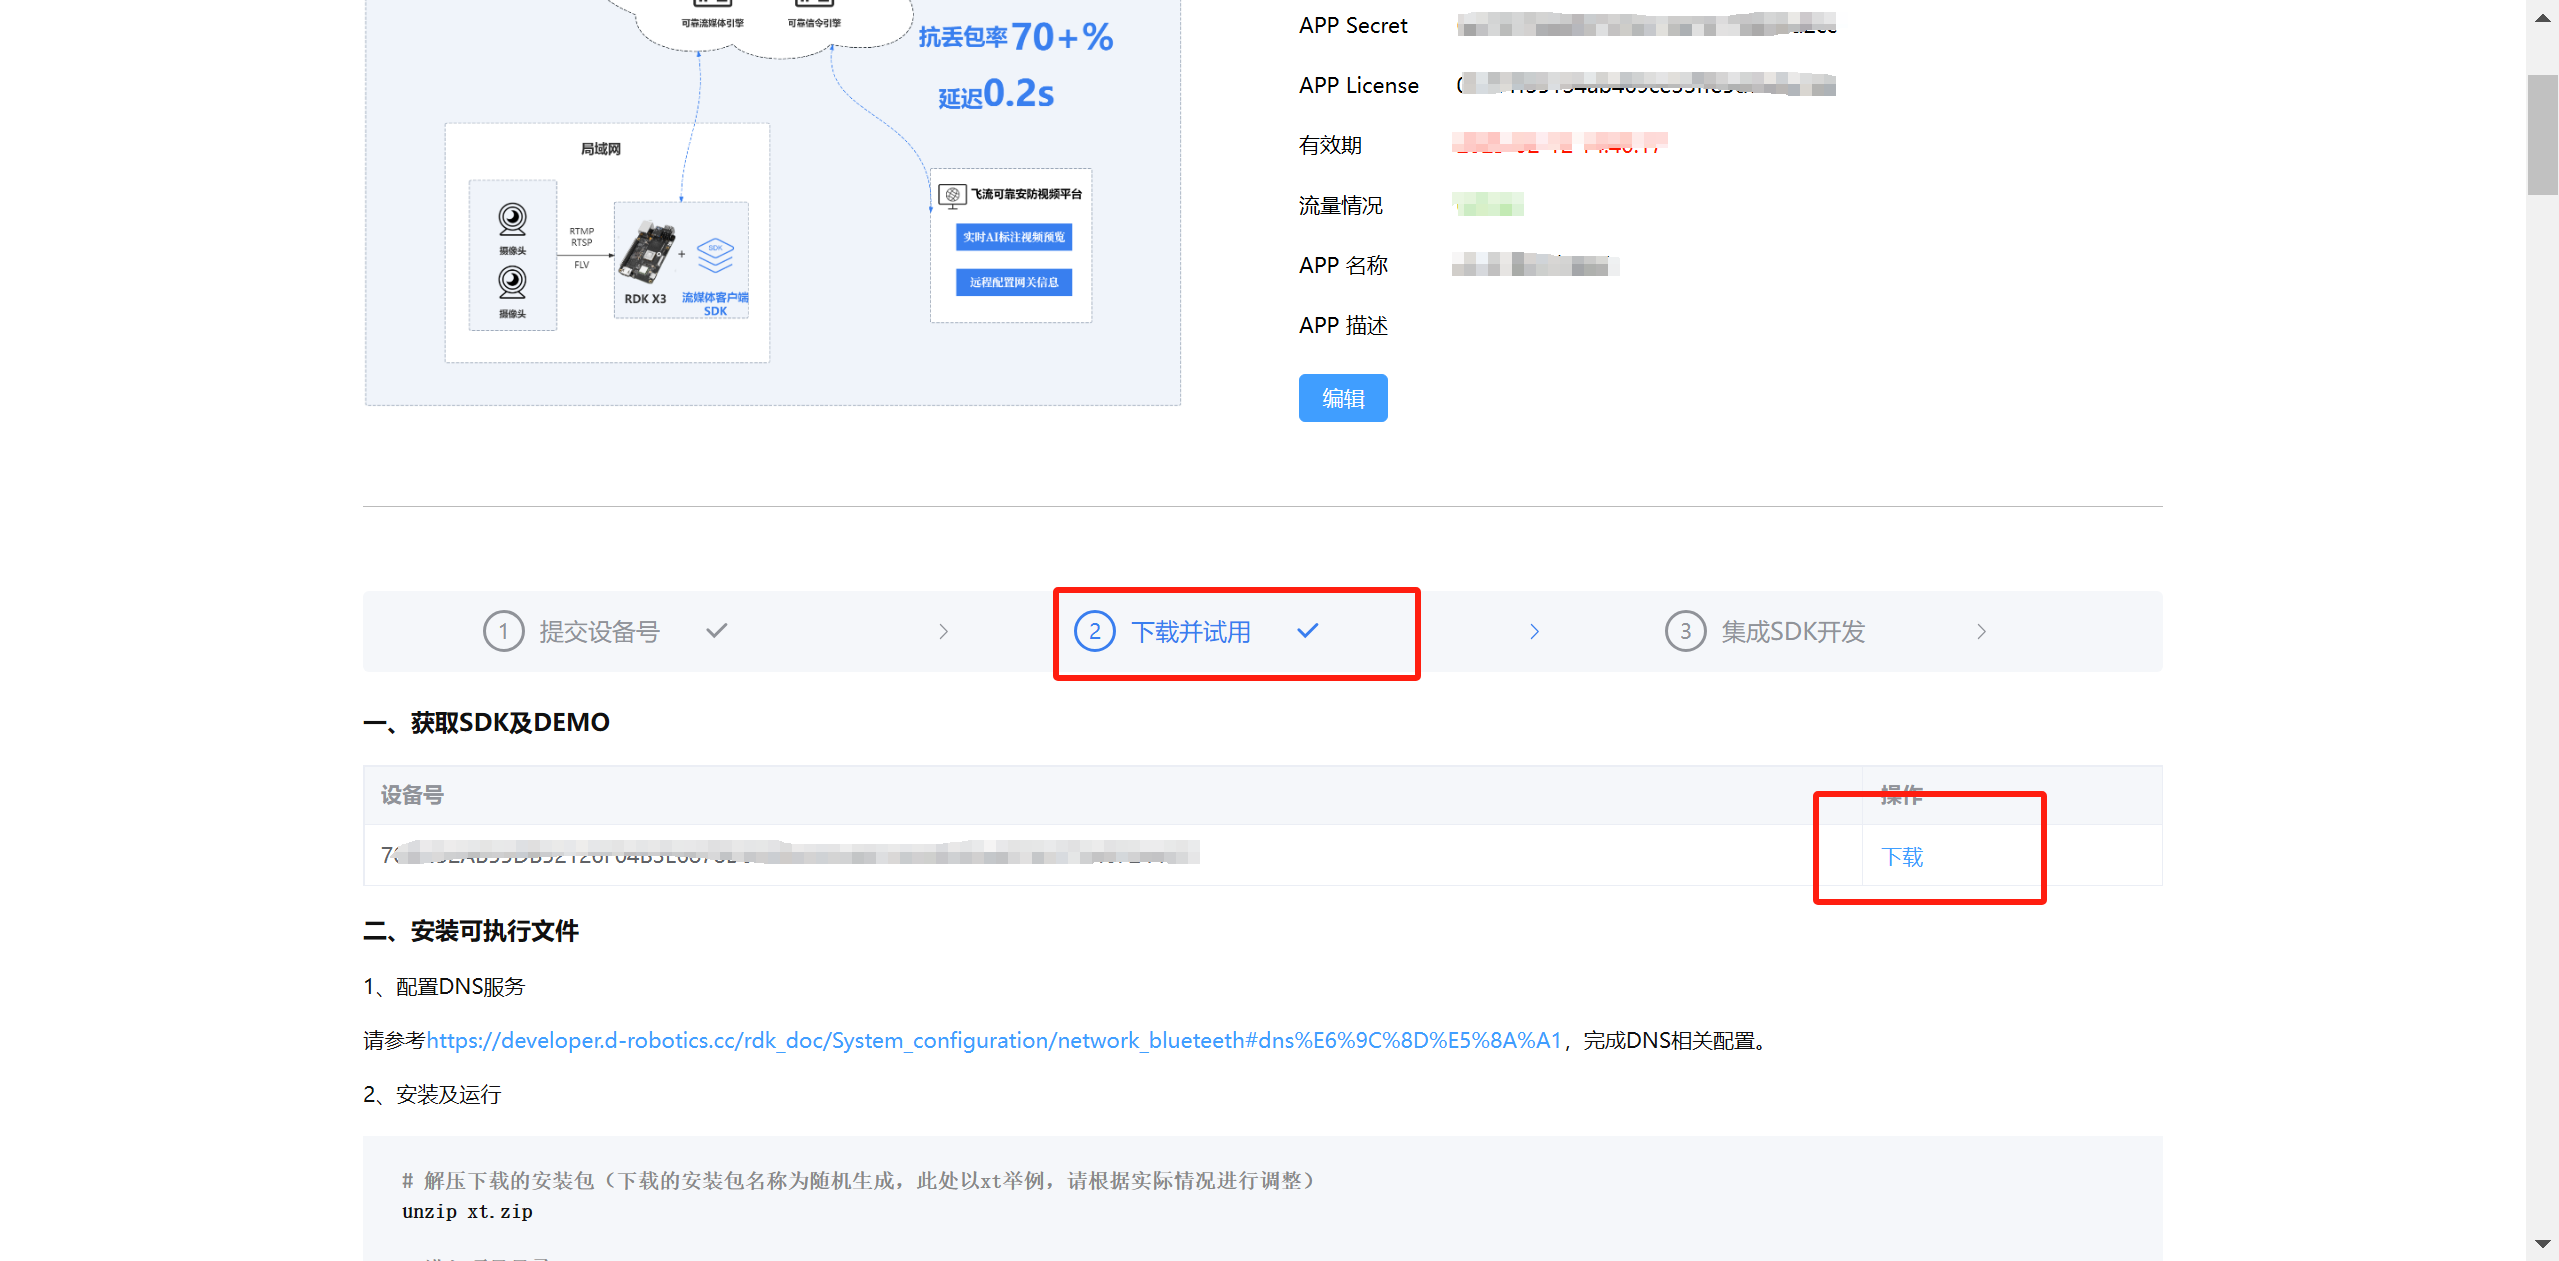 可靠流媒体引擎
可靠信令引擎
抗丢包率70+%
延迟0.2s
局域网
摄像头
摄像头
RTMP
RTSP
FLV
RDK X3
+
SDK
流媒体客户端
SDK
飞流可靠安防视频平台
实时AI标注视频预览
远程配置网关信息
APP Secret
APP License
有效期
流量情况
APP 名称
APP 描述
编辑
1 提交设备号
2 下载并试用
3 集成SDK开发
一、获取SDK及DEMO
设备号 操作
下载
二、安装可执行文件
1、配置DNS服务
请参考https://developer.d-robotics.cc/rdk_doc/System_configuration/network_blueteeth#dns%E6%9C%8D%E5%8A%A1，完成DNS相关配置。
2、安装及运行
# 解压下载的安装包（下载的安装包名称为随机生成，此处以xt举例，请根据实际情况进行调整）
unzip xt.zip